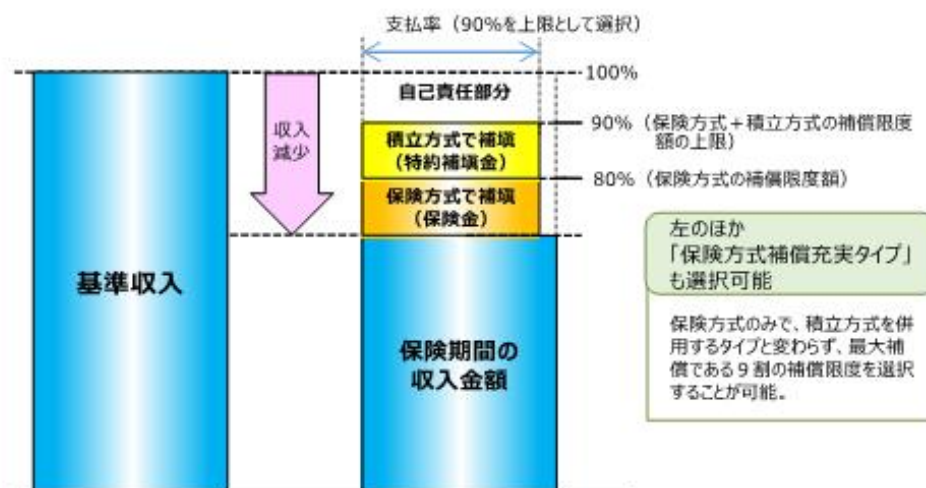 支払率（90%を上限として選択）
100%
自己責任部分
収入
減少
90%（保険方式＋積立方式の補償限度
額の上限）
積立方式で補塡
（特約補塡金）
80%（保険方式の補償限度額）
保険方式で補塡
（保険金）
左のほか
「保険方式補償充実タイプ」
も選択可能
基準収入
保険期間の
収入金額
保険方式のみで、積立方式を併
用するタイプと変わらず、最大補
償である９割の補償限度を選択
することが可能。